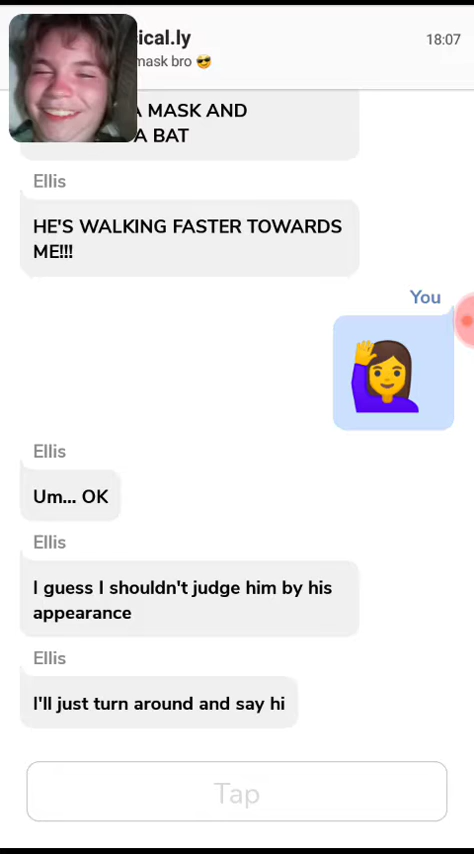 ical.ly
mask bro 😎
18:07
A MASK AND
A BAT
Ellis
HE'S WALKING FASTER TOWARDS
ME!!!
You
🙋‍♀️
Ellis
Um... OK
Ellis
I guess I shouldn't judge him by his
appearance
Ellis
I'll just turn around and say hi
Tap